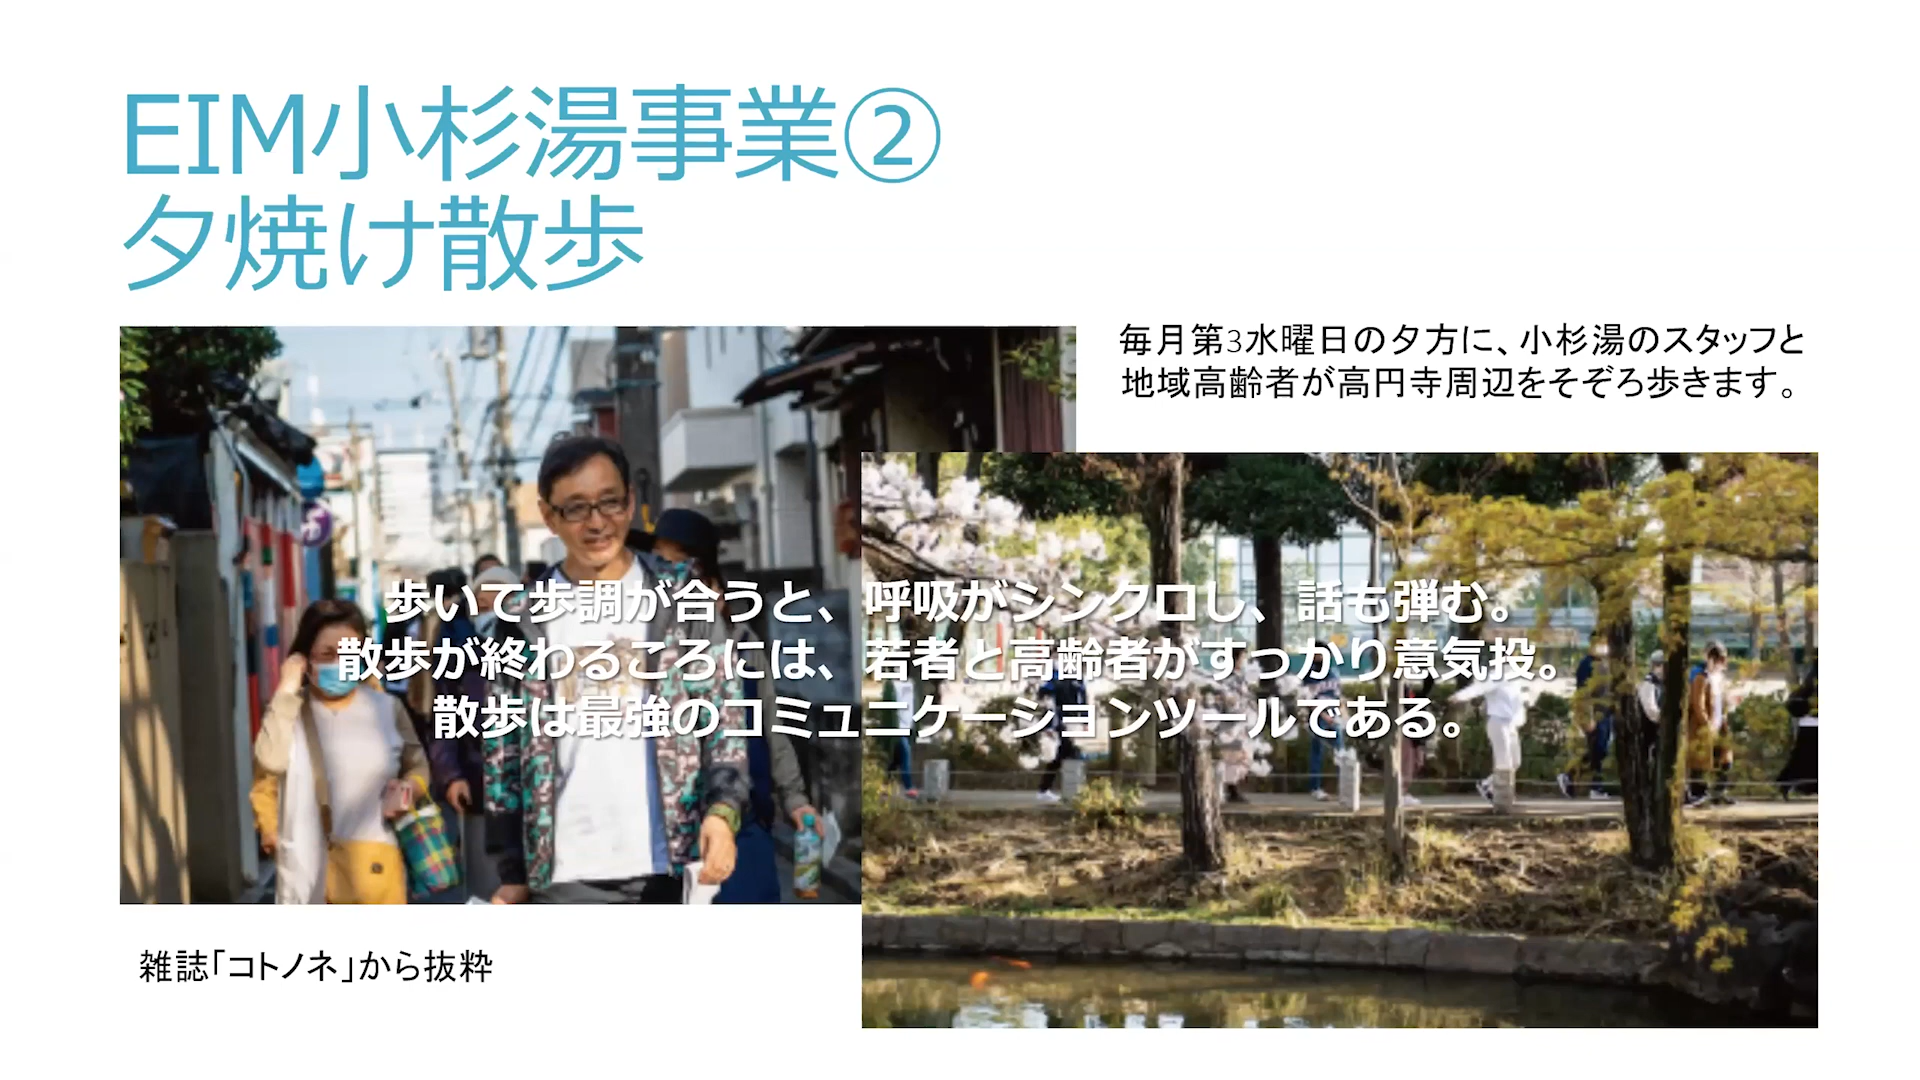 EIM小杉湯事業②
夕焼け散歩
毎月第3水曜日の夕方に、小杉湯のスタッフと
地域高齢者が高円寺周辺をそぞろ歩きます。
歩いて歩調が合うと、呼吸がシンクロし、話も弾む。
散歩が終わるころには、若者と高齢者がすっかり意気投。
散歩は最強のコミュニケーションツールである。
雑誌「コトノネ」から抜粋